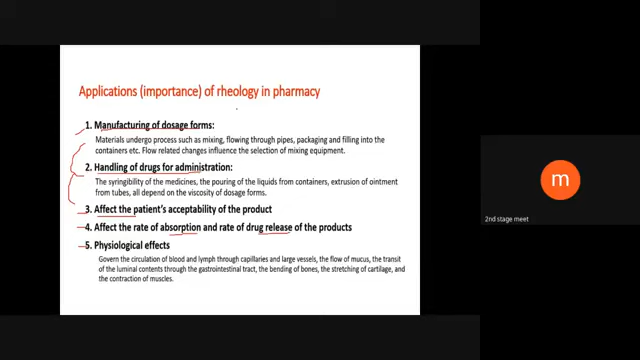 Applications (importance) of rheology in pharmacy
1. Manufacturing of dosage forms:
Materials undergo process such as mixing, flowing through pipes, packaging and filling into the
containers etc. Flow related changes influence the selection of mixing equipment.
2. Handling of drugs for administration:
The syringibility of the medicines, the pouring of the liquids from containers, extrusion of ointment
from tubes, all depend on the viscosity of dosage forms.
3. Affect the patient's acceptability of the product
4. Affect the rate of absorption and rate of drug release of the products
5. Physiological effects
Govern the circulation of blood and lymph through capillaries and large vessels, the flow of mucus, the transit
of the luminal contents through the gastrointestinal tract, the bending of bones, the stretching of cartilage, and
the contraction of muscles.
m
2nd stage meet